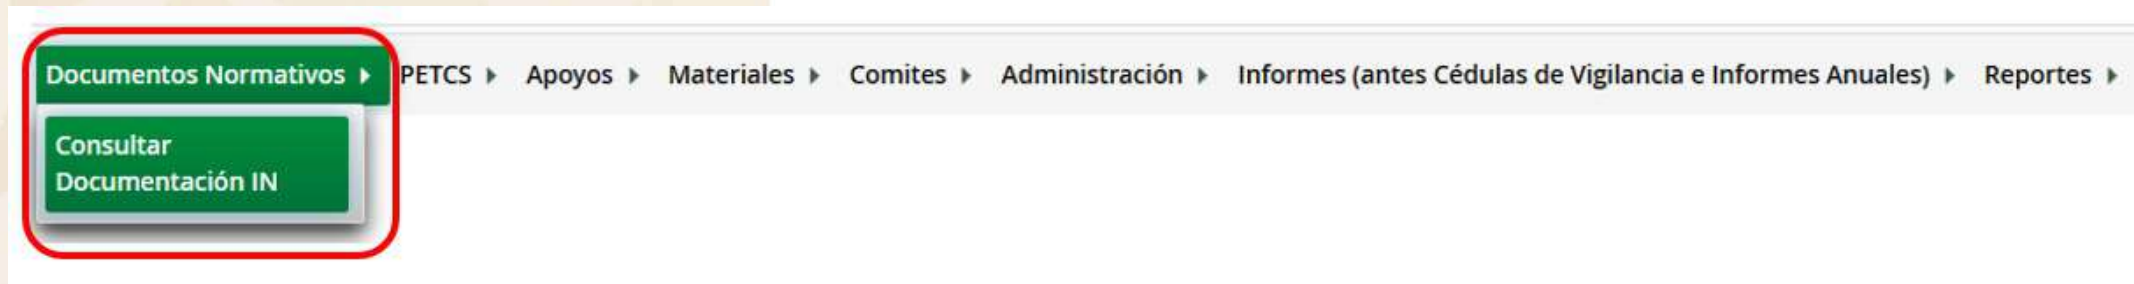 Documentos Normativos PETCS Apoyos Materiales Comites Administración Informes (antes Cédulas de Vigilancia e Informes Anuales) Reportes
Consultar
Documentación IN